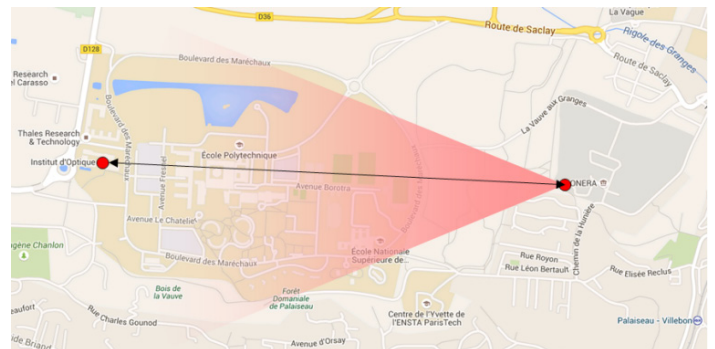 D36
La Vague
Route de Saclay
Rigole des Granges
D128
Boulevard des Maréchaux
Route de Saclay
Research
el Carasso
Boulevard des Maréchaux
La Vauve aux Granges
Thales Research
& Technology
École Polytechnique
Institut d'Optique
Avenue Fresnel
Avenue Borotra
ONERA
Avenue Le Chatelier
Chemin de la Hunière
gène Chanlon
Boulevard des Maréchaux
École Nationale
Supérieure de...
Rue Royon
Rue Léon Bertault
Rue Elisée Reclus
Bois de
la Vauve
Forêt
Domaniale
de Palaiseau
Rue Charles Gounod
Centre de l'Yvette de
l'ENSTA ParisTech
Palaiseau - Villebon
Avenue d'Orsay